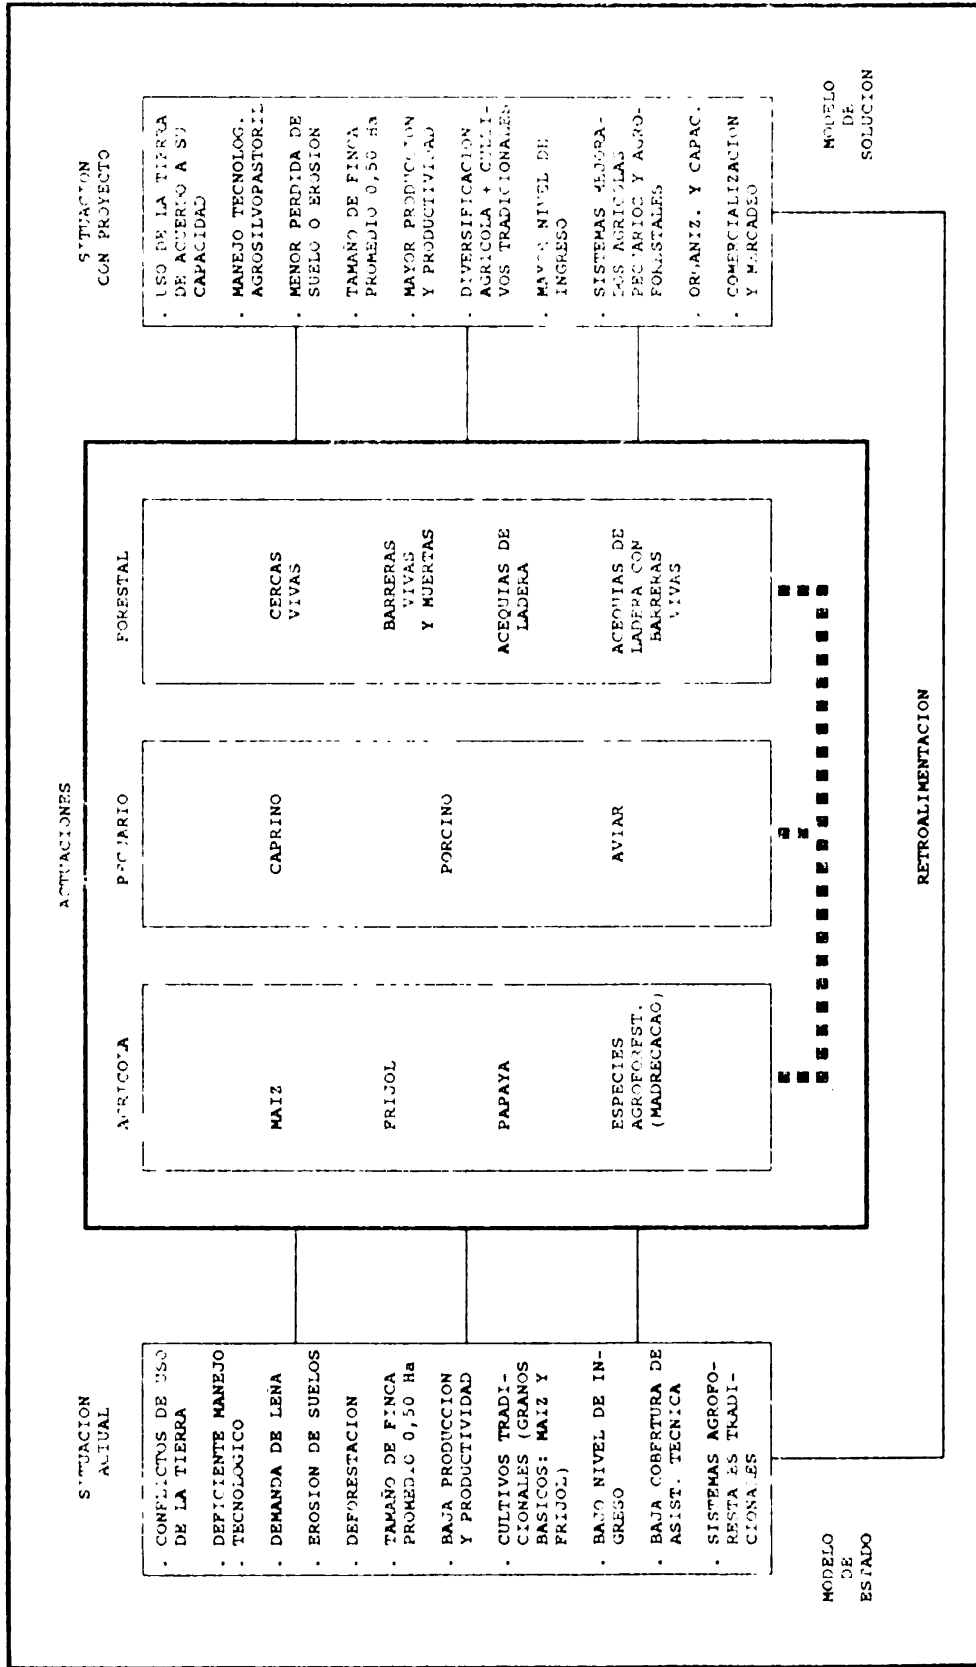 SITUACION
ACTUAL
. CONFLICTOS DE USO
DE LA TIERRA
. DEFICIENTE MANEJO
. TECNOLOGICO
. DEMANDA DE LEÑA
. EROSION DE SUELOS
. DEFORESTACION
. TAMAÑO DE FINCA
PROMEDIO 0,50 Ha
. BAJA PRODUCCION
Y PRODUCTIVIDAD
. CULTIVOS TRADI-
CIONALES (GRANOS
BASICOS: MAIZ Y
FRIJOL)
. BAJO NIVEL DE IN-
GRESO
. BAJA COBERTURA DE
ASIST. TECNICA
. SISTEMAS AGROFO-
RESTA ES TRADI-
CIONALES
MODELO
DE
ESTADO
ACTUACIONES
AGRICOLA
MAIZ
FRIJOL
PAPAYA
ESPECIES
AGROFOREST.
(MADRECACAO)
PECUARIO
CAPRINO
PORCINO
AVIAR
FORESTAL
CERCAS
VIVAS
BARRERAS
VIVAS
Y MUERTAS
ACEQUIAS DE
LADERA
ACEQUIAS DE
LADERA CON
BARRERAS
VIVAS
SITUACION
CON PROYECTO
. USO DE LA TIERRA
DE ACUERDO A SU
CAPACIDAD
. MANEJO TECNOLOG.
AGROSILVOPASTORIL
. MENOR PERDIDA DE
SUELO O EROSION
. TAMAÑO DE FINCA
PROMEDIO 0,50 Ha
. MAYOR PRODUCCION
Y PRODUCTIVIDAD
. DIVERSIFICACION
AGRICOLA + CULTI-
VOS TRADICIONALES
. MAYOR NIVEL DE
INGRESO
. SISTEMAS MEJORA-
DOS AGRICOLAS
PECUARIOS Y AGRO-
FORESTALES
. ORGANIZ. Y CAPAC.
. COMERCIALIZACION
Y MERCADEO
MODELO
DE
SOLUCION
RETROALIMENTACION